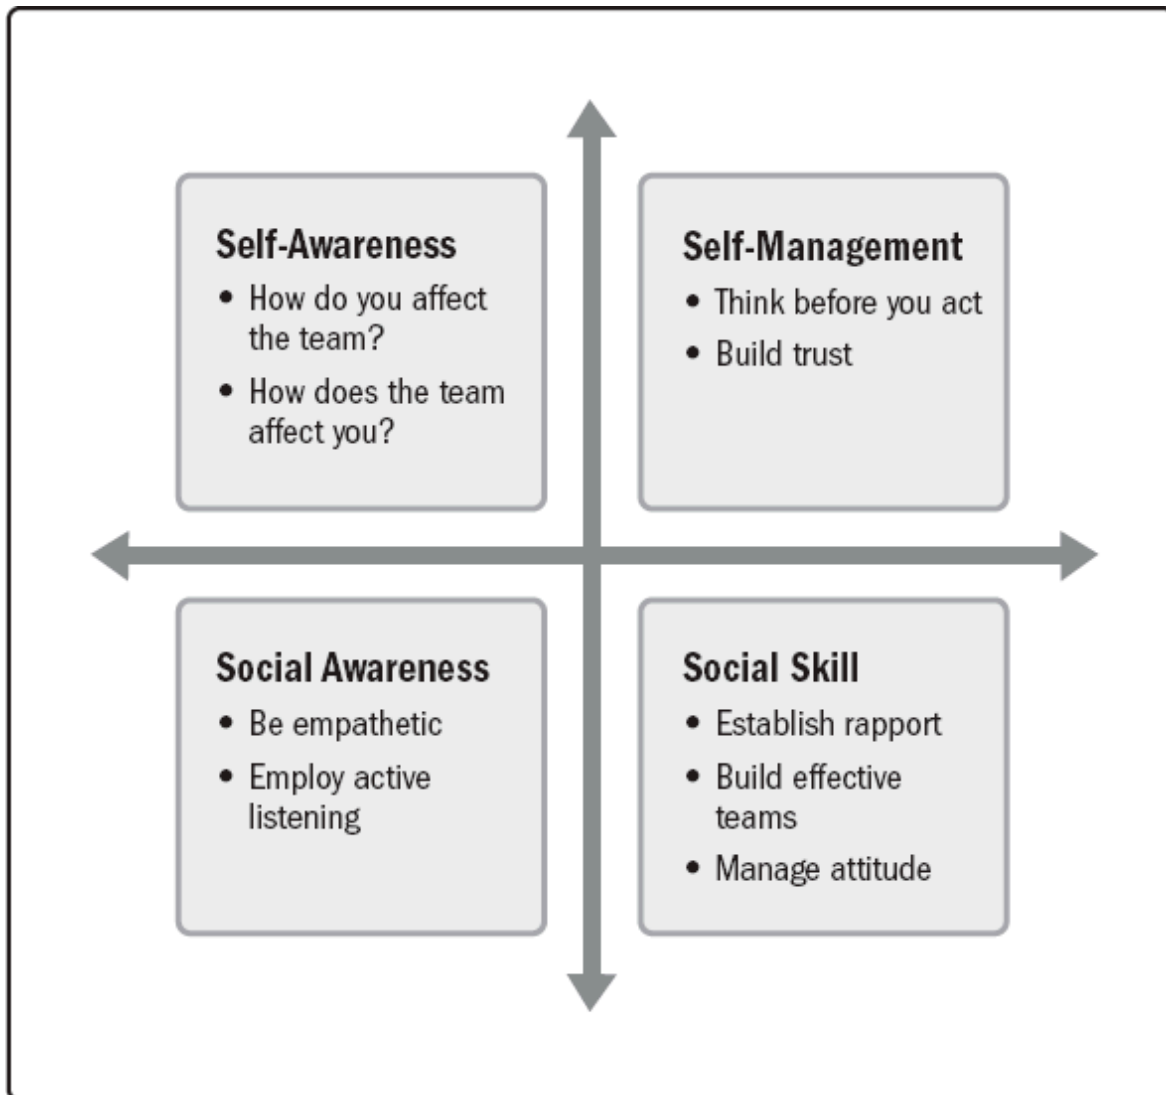 Self-Awareness
• How do you affect
the team?
• How does the team
affect you?
Self-Management
• Think before you act
• Build trust
Social Awareness
• Be empathetic
• Employ active
listening
Social Skill
• Establish rapport
• Build effective
teams
• Manage attitude